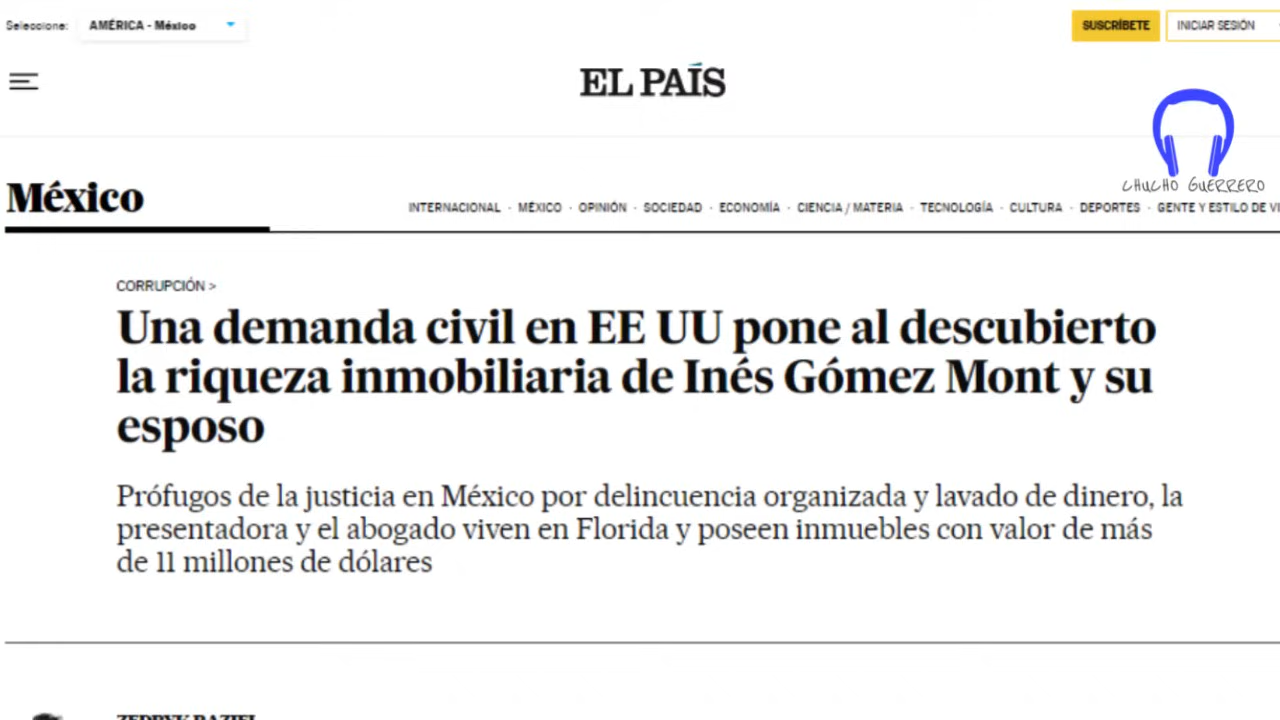 Seleccione: AMÉRICA - México
SUSCRÍBETE INICIAR SESIÓN
EL PAÍS
CHUCHO GUERRERO
México
INTERNACIONAL · MÉXICO · OPINIÓN · SOCIEDAD · ECONOMÍA · CIENCIA / MATERIA · TECNOLOGÍA · CULTURA · DEPORTES · GENTE Y ESTILO DE VI
CORRUPCIÓN >
Una demanda civil en EE UU pone al descubierto
la riqueza inmobiliaria de Inés Gómez Mont y su
esposo
Prófugos de la justicia en México por delincuencia organizada y lavado de dinero, la
presentadora y el abogado viven en Florida y poseen inmuebles con valor de más
de 11 millones de dólares
ZEDRYK RAZIEL